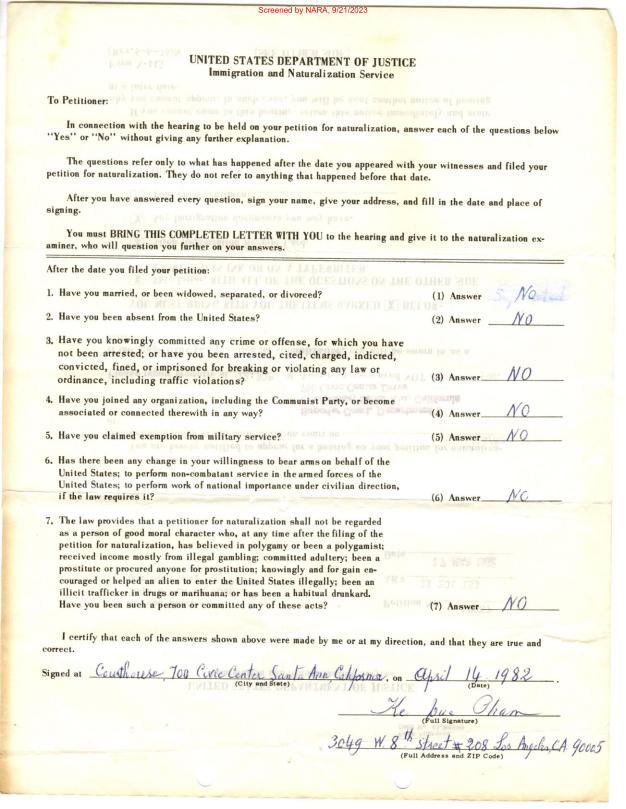 Screened by NARA, 9/21/2023
UNITED STATES DEPARTMENT OF JUSTICE
Immigration and Naturalization Service
To Petitioner:
In connection with the hearing to be held on your petition for naturalization, answer each of the questions below
"Yes" or "No" without giving any further explanation.
The questions refer only to what has happened after the date you appeared with your witnesses and filed your
petition for naturalization. They do not refer to anything that happened before that date.
After you have answered every question, sign your name, give your address, and fill in the date and place of
signing.
You must BRING THIS COMPLETED LETTER WITH YOU to the hearing and give it to the naturalization ex-
aminer, who will question you further on your answers.
After the date you filed your petition:
1. Have you married, or been widowed, separated, or divorced? (1) Answer NO
2. Have you been absent from the United States? (2) Answer NO
3. Have you knowingly committed any crime or offense, for which you have
not been arrested; or have you been arrested, cited, charged, indicted,
convicted, fined, or imprisoned for breaking or violating any law or
ordinance, including traffic violations? (3) Answer NO
4. Have you joined any organization, including the Communist Party, or become
associated or connected therewith in any way? (4) Answer NO
5. Have you claimed exemption from military service? (5) Answer NO
6. Has there been any change in your willingness to bear arms on behalf of the
United States; to perform non-combatant service in the armed forces of the
United States; to perform work of national importance under civilian direction,
if the law requires it? (6) Answer NO
7. The law provides that a petitioner for naturalization shall not be regarded
as a person of good moral character who, at any time after the filing of the
petition for naturalization, has believed in polygamy or been a polygamist;
received income mostly from illegal gambling; committed adultery; been a
prostitute or procured anyone for prostitution; knowingly and for gain en-
couraged or helped an alien to enter the United States illegally; been an
illicit trafficker in drugs or marihuana; or has been a habitual drunkard.
Have you been such a person or committed any of these acts? (7) Answer NO
I certify that each of the answers shown above were made by me or at my direction, and that they are true and
correct.
Signed at Courthouse, 700 Civic Center Santa Ann California, on April 14 1982.
(City and State) (Date)
Ke Pham
(Full Signature)
3049 W. 8th Street # 208 Los Angeles, CA 90005
(Full Address and ZIP Code)